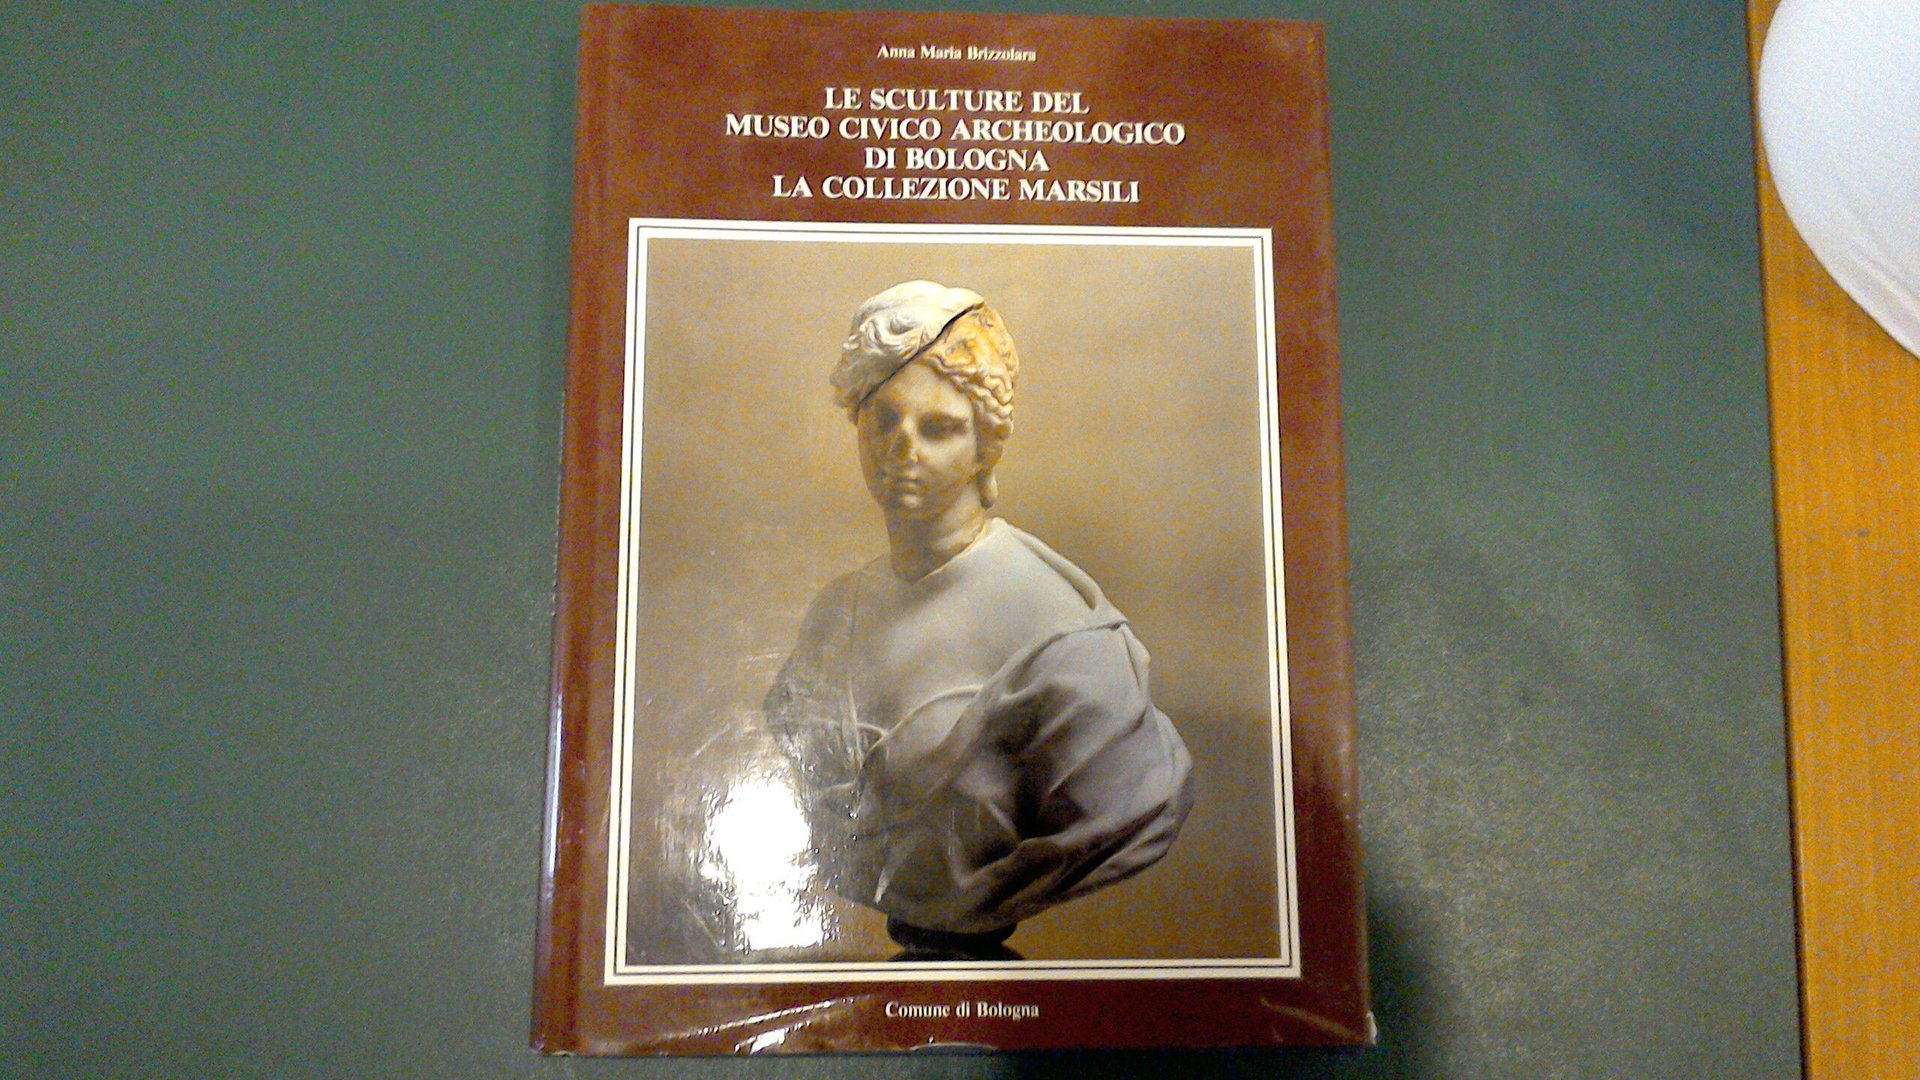 Anna Maria Brizzolara
LE SCULTURE DEL
MUSEO CIVICO ARCHEOLOGICO
DI BOLOGNA
LA COLLEZIONE MARSILI
Comune di Bologna